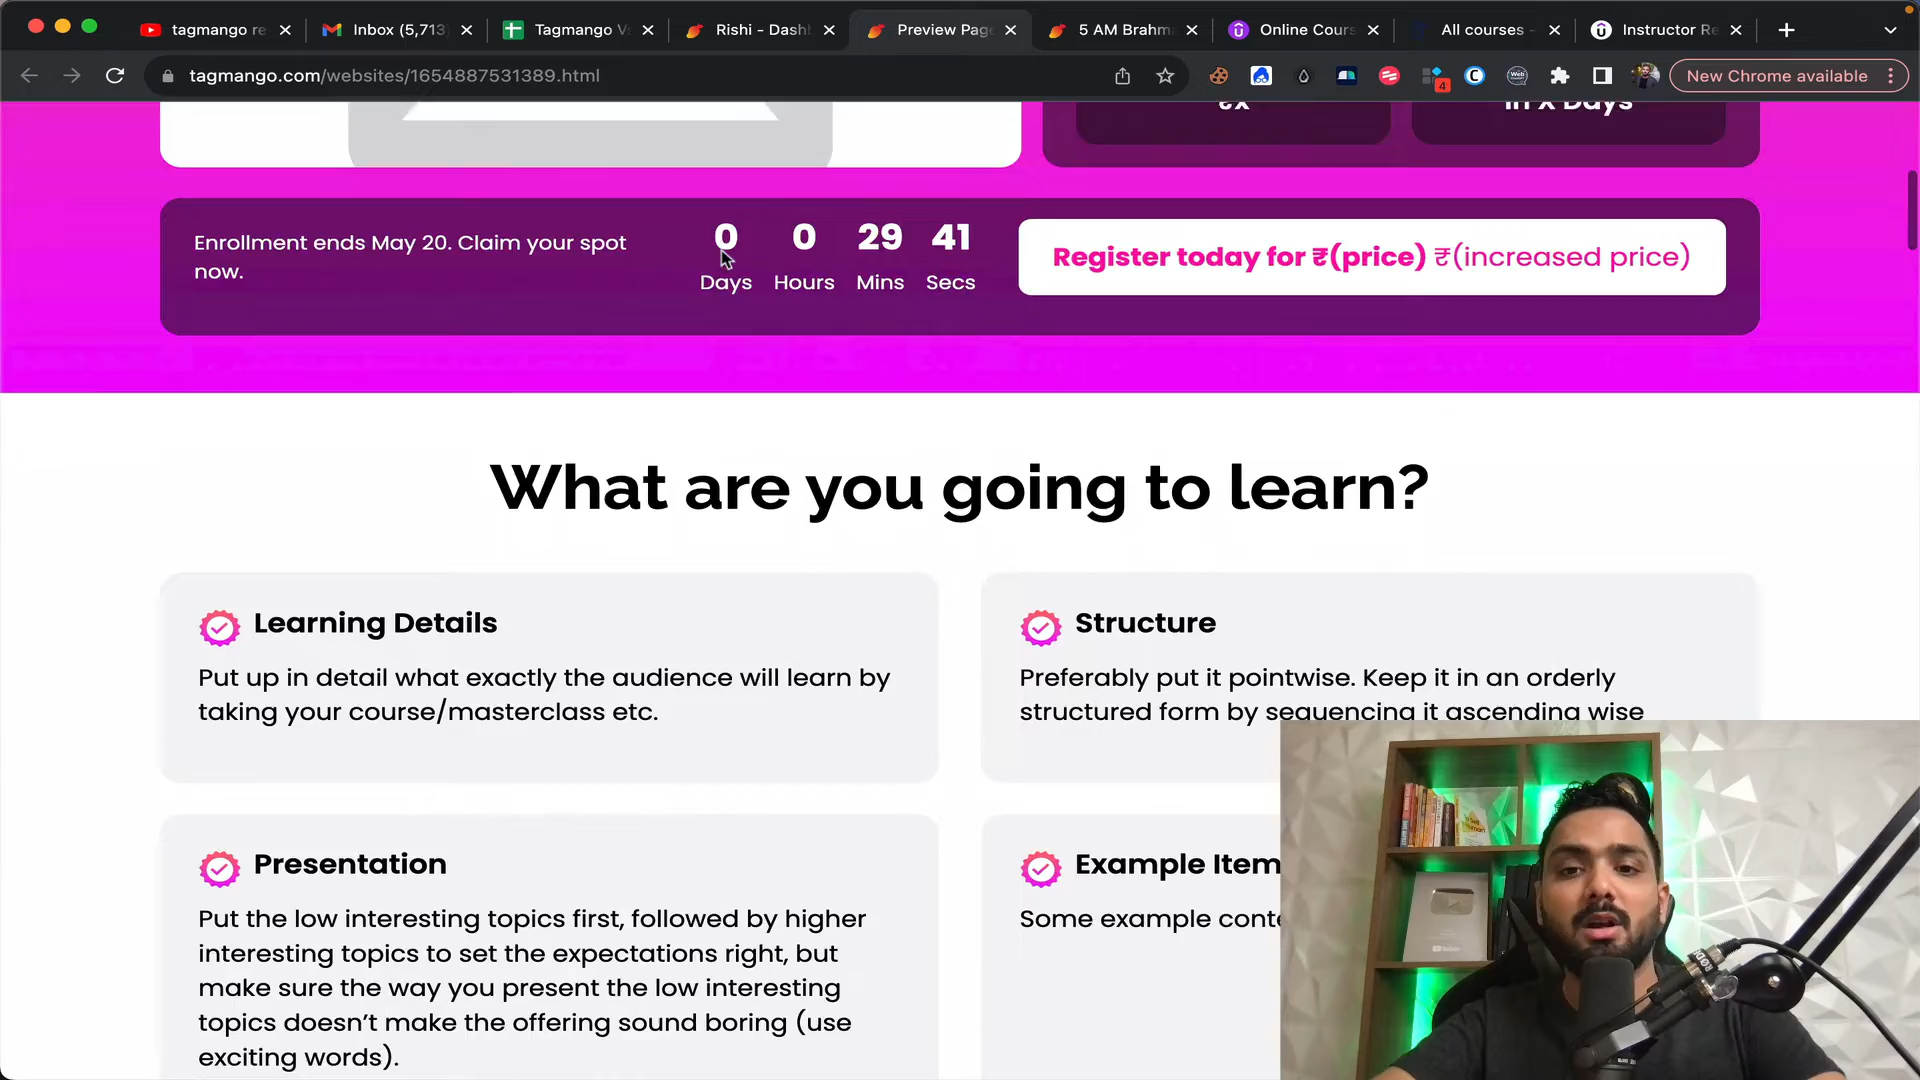 tagmango re
Inbox (5,713
Tagmango V
Rishi - Dash
Preview Pag
5 AM Brahm
Online Cours
All courses -
Instructor Re
tagmango.com/websites/1654887531389.html
4
New Chrome available
in X Days
Enrollment ends May 20. Claim your spot
now.
0 0 29 41
Days Hours Mins Secs
Register today for ₹(price) ₹(increased price)
What are you going to learn?
Learning Details
Put up in detail what exactly the audience will learn by
taking your course/masterclass etc.
Structure
Preferably put it pointwise. Keep it in an orderly
structured form by sequencing it ascending wise
Presentation
Put the low interesting topics first, followed by higher
interesting topics to set the expectations right, but
make sure the way you present the low interesting
topics doesn't make the offering sound boring (use
exciting words).
Example Item
Some example conte